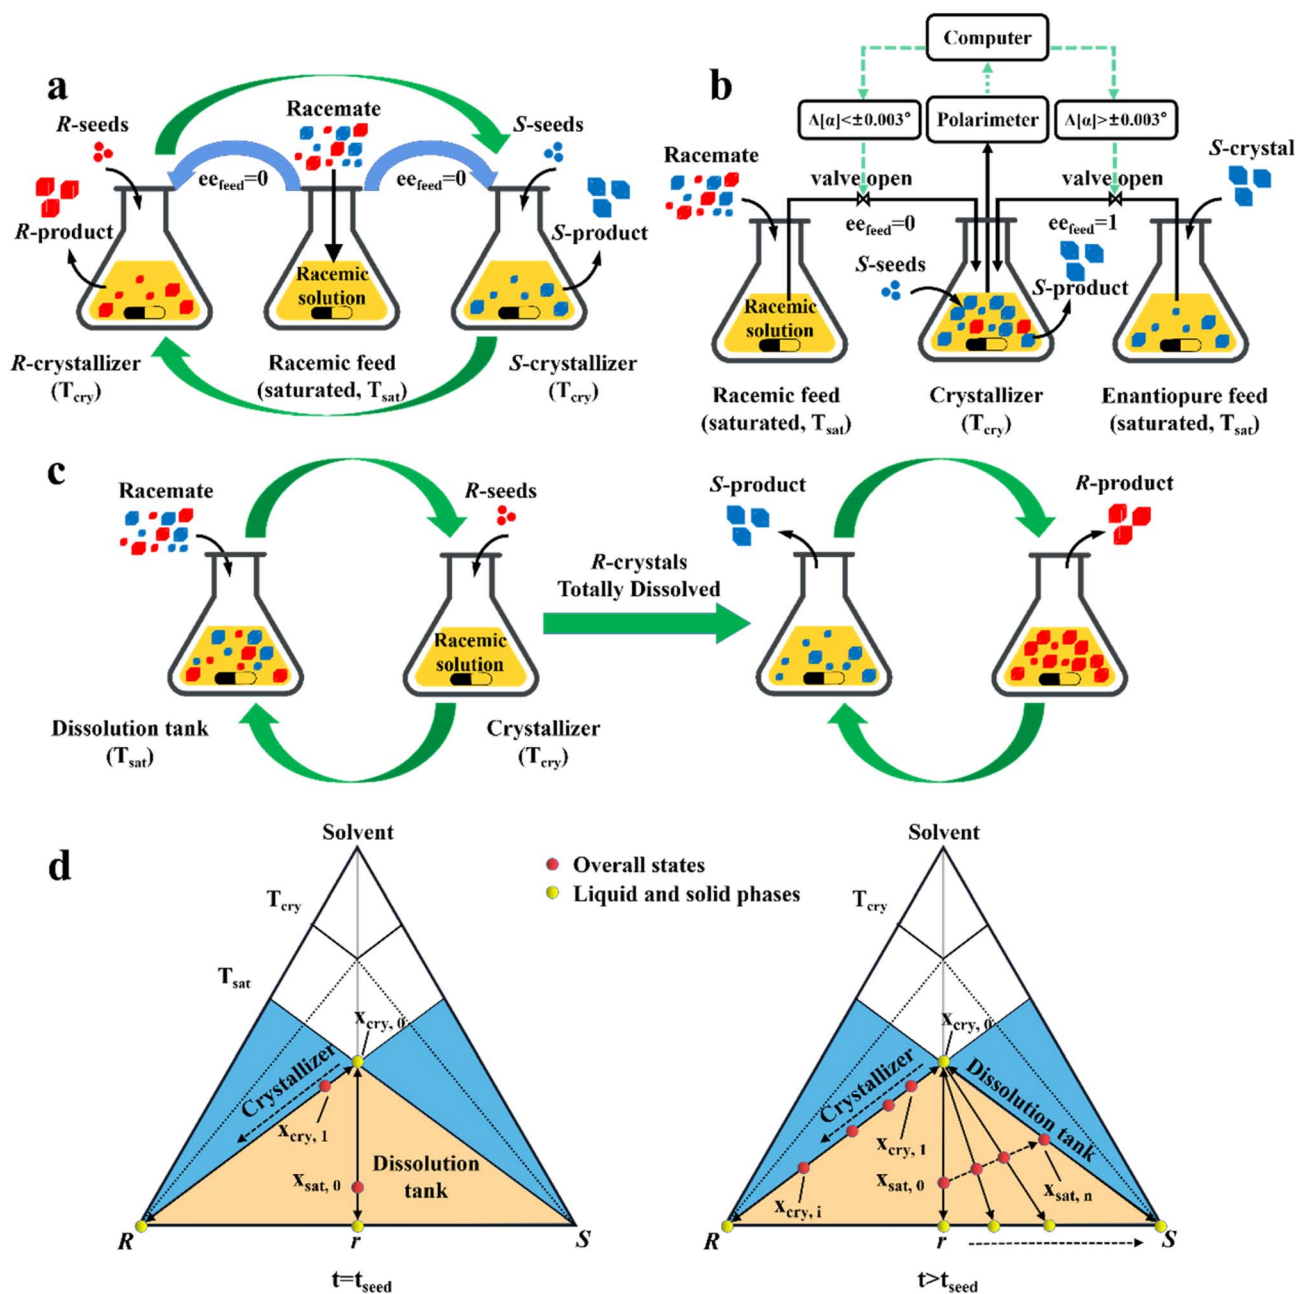 a
Racemate
R-seeds
S-seeds
ee_feed=0
ee_feed=0
R-product
S-product
Racemic
solution
R-crystallizer
(T_cry)
Racemic feed
(saturated, T_sat)
S-crystallizer
(T_cry)
b
Computer
Λ[α]<±0.003°
Polarimeter
Λ[α]>±0.003°
Racemate
S-crystal
valve open
valve open
ee_feed=0
ee_feed=1
S-seeds
S-product
Racemic
solution
Racemic feed
(saturated, T_sat)
Crystallizer
(T_cry)
Enantiopure feed
(saturated, T_sat)
c
Racemate
R-seeds
Racemic
solution
Dissolution tank
(T_sat)
Crystallizer
(T_cry)
R-crystals
Totally Dissolved
S-product
R-product
d
Solvent
T_cry
T_sat
x_cry, 0
Crystallizer
x_cry, 1
Dissolution
tank
x_sat, 0
R
r
S
t=t_seed
Overall states
Liquid and solid phases
Solvent
T_cry
x_cry, 0
Crystallizer
Dissolution tank
x_cry, 1
x_sat, 0
x_cry, i
x_sat, n
R
r
S
t>t_seed